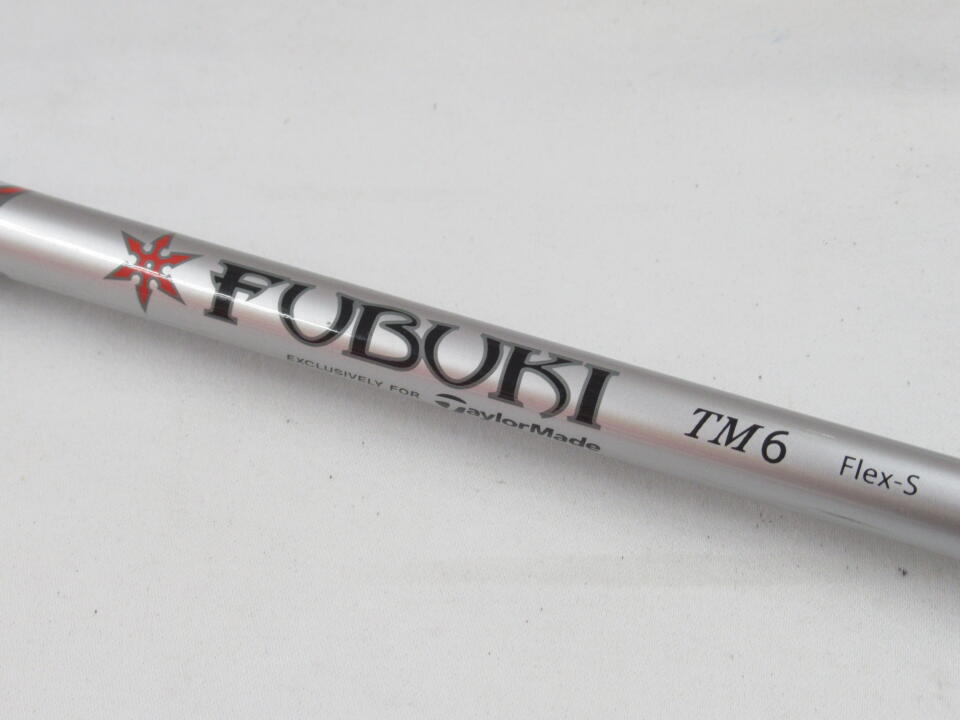 FUBUKI
EXCLUSIVELY FOR TaylorMade
TM6
Flex-S